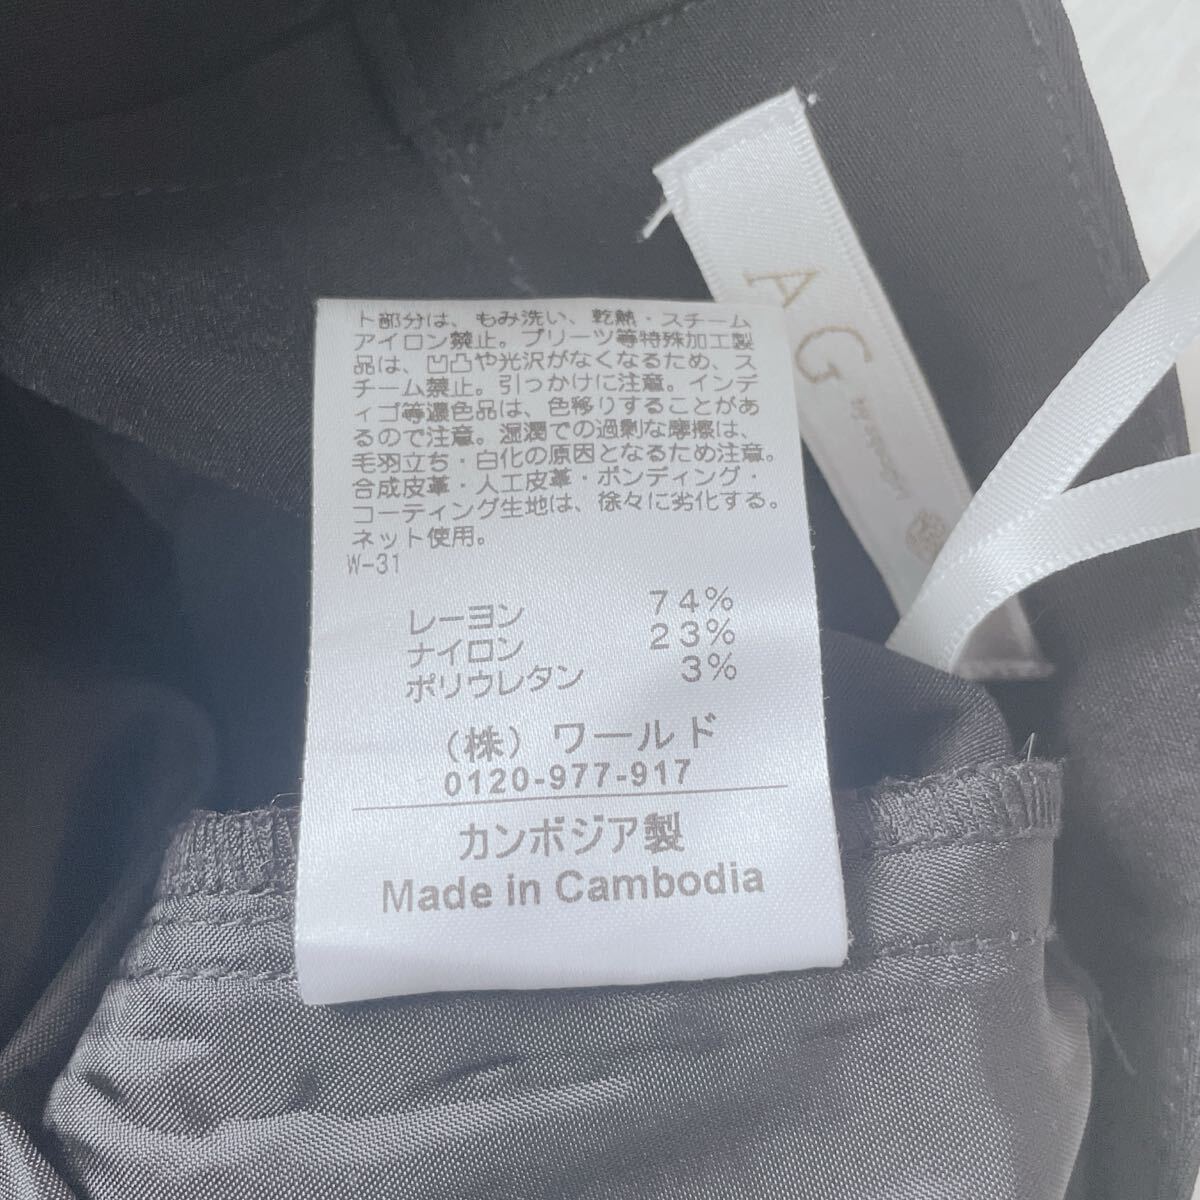 ト部分は、もみ洗い、乾熱・スチーム
アイロン禁止。プリーツ等特殊加工製
品は、凹凸や光沢がなくなるため、ス
チーム禁止。引っかけに注意。インデ
ィゴ等濃色品は、色移りすることがあ
るので注意。湿潤での過剰な摩擦は、
毛羽立ち・白化の原因となるため注意。
合成皮革・人工皮革・ボンディング・
コーティング生地は、徐々に劣化する。
ネット使用。
W-31
レーヨン 74%
ナイロン 23%
ポリウレタン 3%
(株) ワールド
0120-977-917
カンボジア製
Made in Cambodia
AG